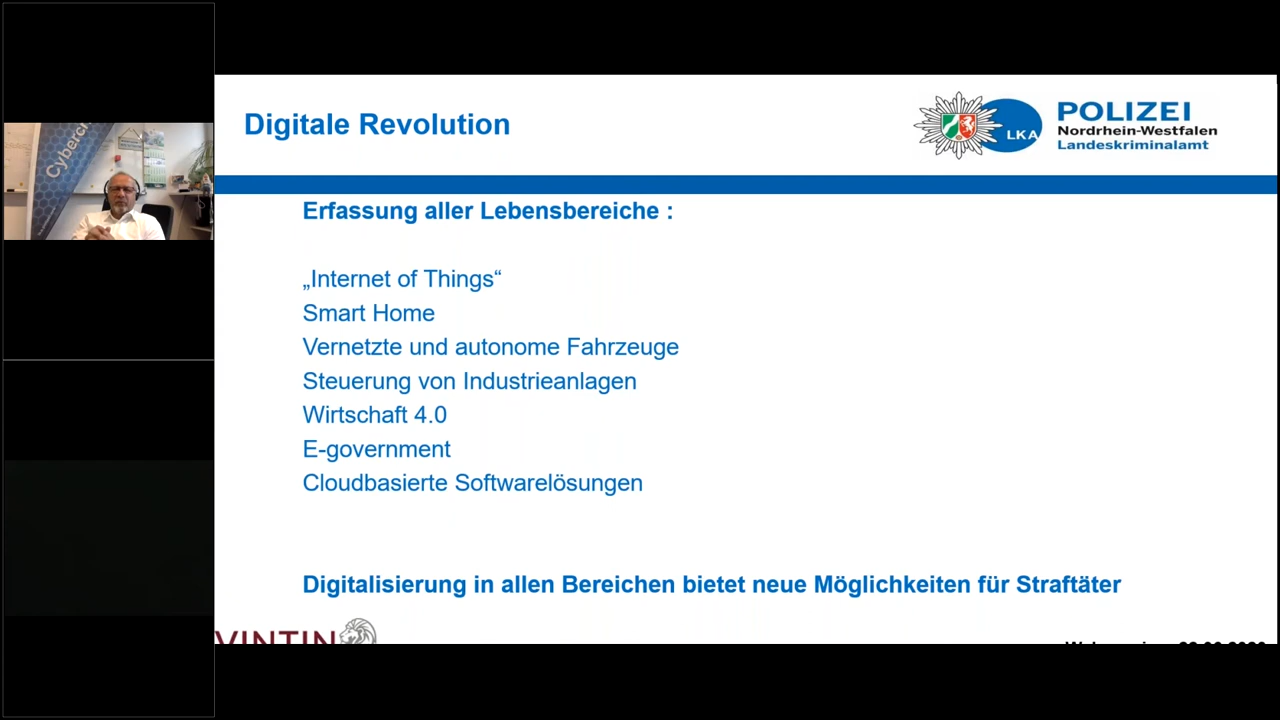 Digitale Revolution
LKA
POLIZEI
Nordrhein-Westfalen
Landeskriminalamt
Erfassung aller Lebensbereiche :
„Internet of Things“
Smart Home
Vernetzte und autonome Fahrzeuge
Steuerung von Industrieanlagen
Wirtschaft 4.0
E-government
Cloudbasierte Softwarelösungen
Digitalisierung in allen Bereichen bietet neue Möglichkeiten für Straftäter
VINTIN